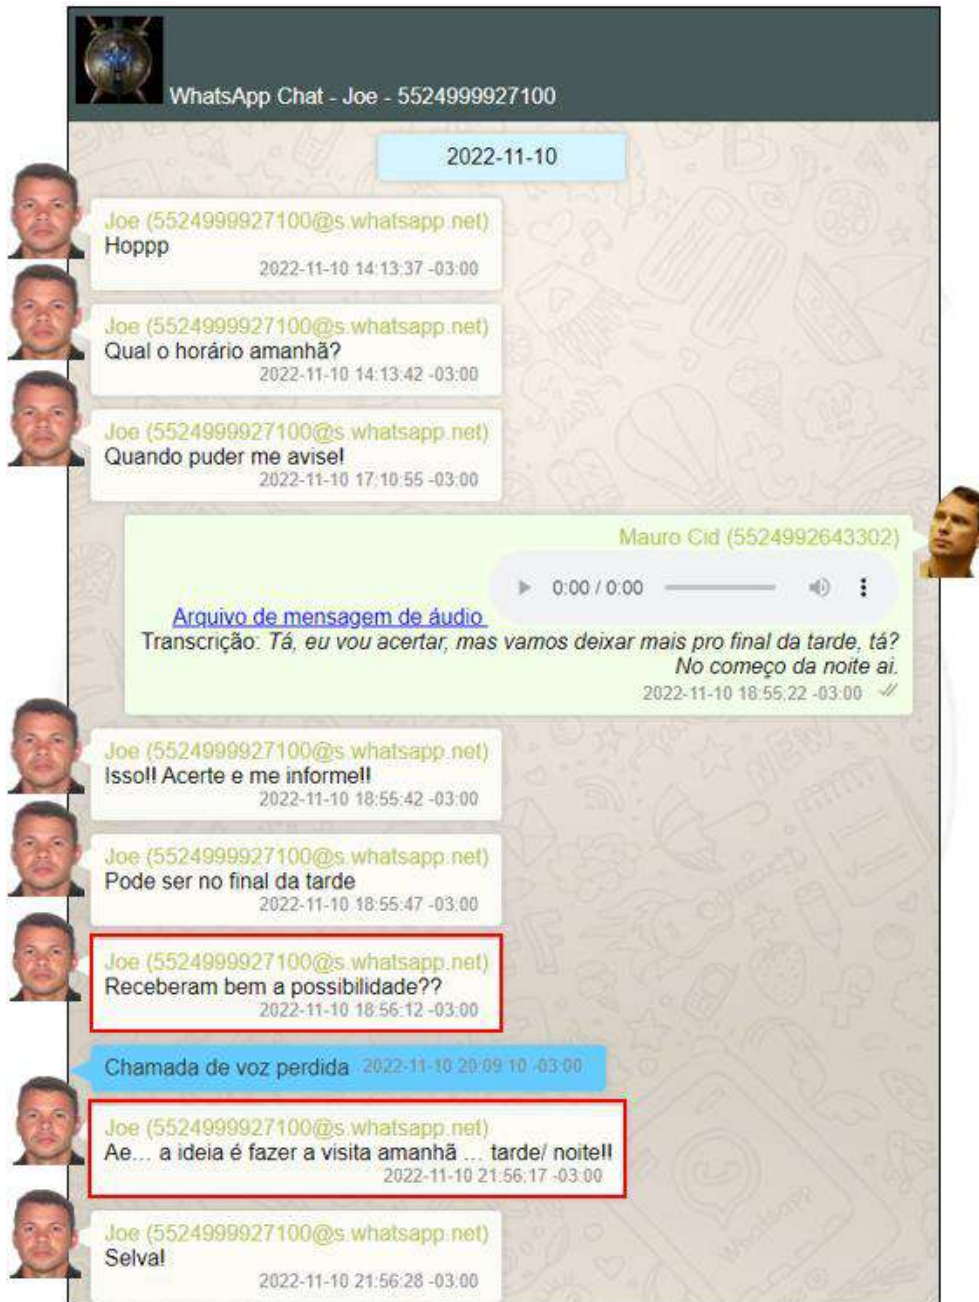 WhatsApp Chat - Joe - 5524999927100
2022-11-10
Joe (5524999927100@s.whatsapp.net)
Hoppp
2022-11-10 14:13:37 -03:00
Joe (5524999927100@s.whatsapp.net)
Qual o horário amanhã?
2022-11-10 14:13:42 -03:00
Joe (5524999927100@s.whatsapp.net)
Quando puder me avise!
2022-11-10 17:10:55 -03:00
Mauro Cid (5524992643302)
0:00 / 0:00
Arquivo de mensagem de áudio
Transcrição: Tá, eu vou acertar, mas vamos deixar mais pro final da tarde, tá?
No começo da noite ai.
2022-11-10 18:55:22 -03:00
Joe (5524999927100@s.whatsapp.net)
Isso!! Acerte e me informe!!
2022-11-10 18:55:42 -03:00
Joe (5524999927100@s.whatsapp.net)
Pode ser no final da tarde
2022-11-10 18:55:47 -03:00
Joe (5524999927100@s.whatsapp.net)
Receberam bem a possibilidade??
2022-11-10 18:56:12 -03:00
Chamada de voz perdida 2022-11-10 20:09:10 -03:00
Joe (5524999927100@s.whatsapp.net)
Ae... a ideia é fazer a visita amanhã ... tarde/ noite!!
2022-11-10 21:56:17 -03:00
Joe (5524999927100@s.whatsapp.net)
Selva!
2022-11-10 21:56:28 -03:00